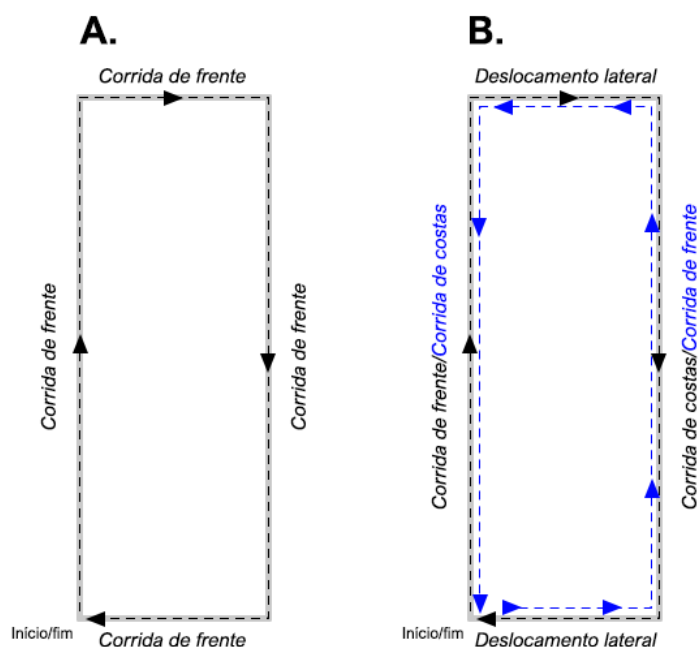 A.
Corrida de frente
Corrida de frente
Corrida de frente
Início/fim
Corrida de frente
B.
Deslocamento lateral
Corrida de frente/Corrida de costas
Corrida de costas/Corrida de frente
Início/fim
Deslocamento lateral